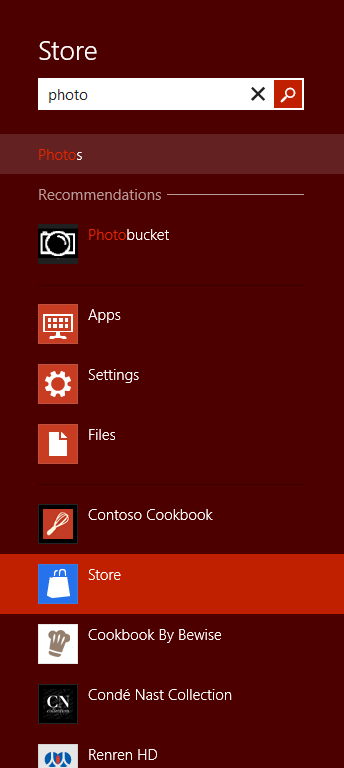 Store
photo
Photos
Recommendations
Photobucket
Apps
Settings
Files
Contoso Cookbook
Store
Cookbook By Bewise
CN
Condé Nast Collection
Renren HD